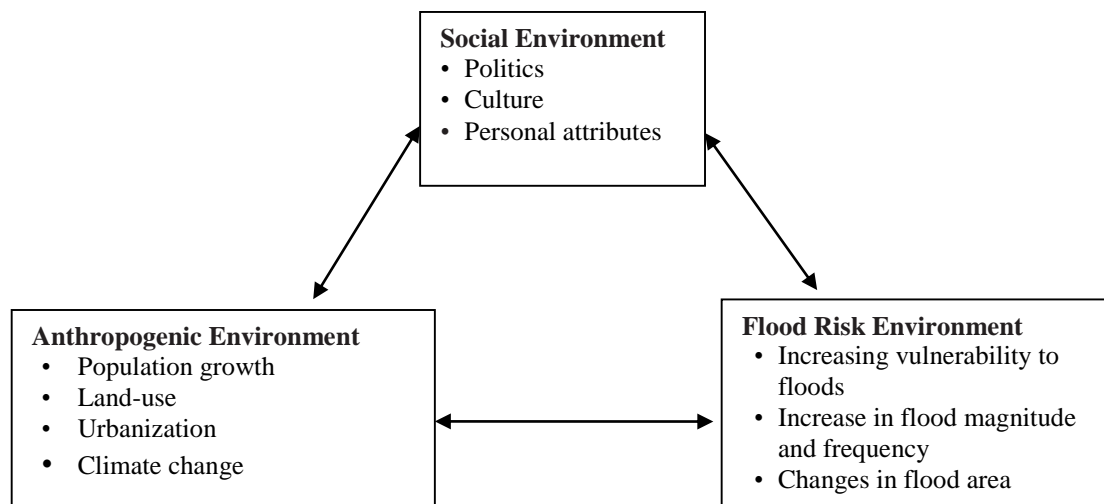 Social Environment
• Politics
• Culture
• Personal attributes
Anthropogenic Environment
• Population growth
• Land-use
• Urbanization
• Climate change
Flood Risk Environment
• Increasing vulnerability to
floods
• Increase in flood magnitude
and frequency
• Changes in flood area